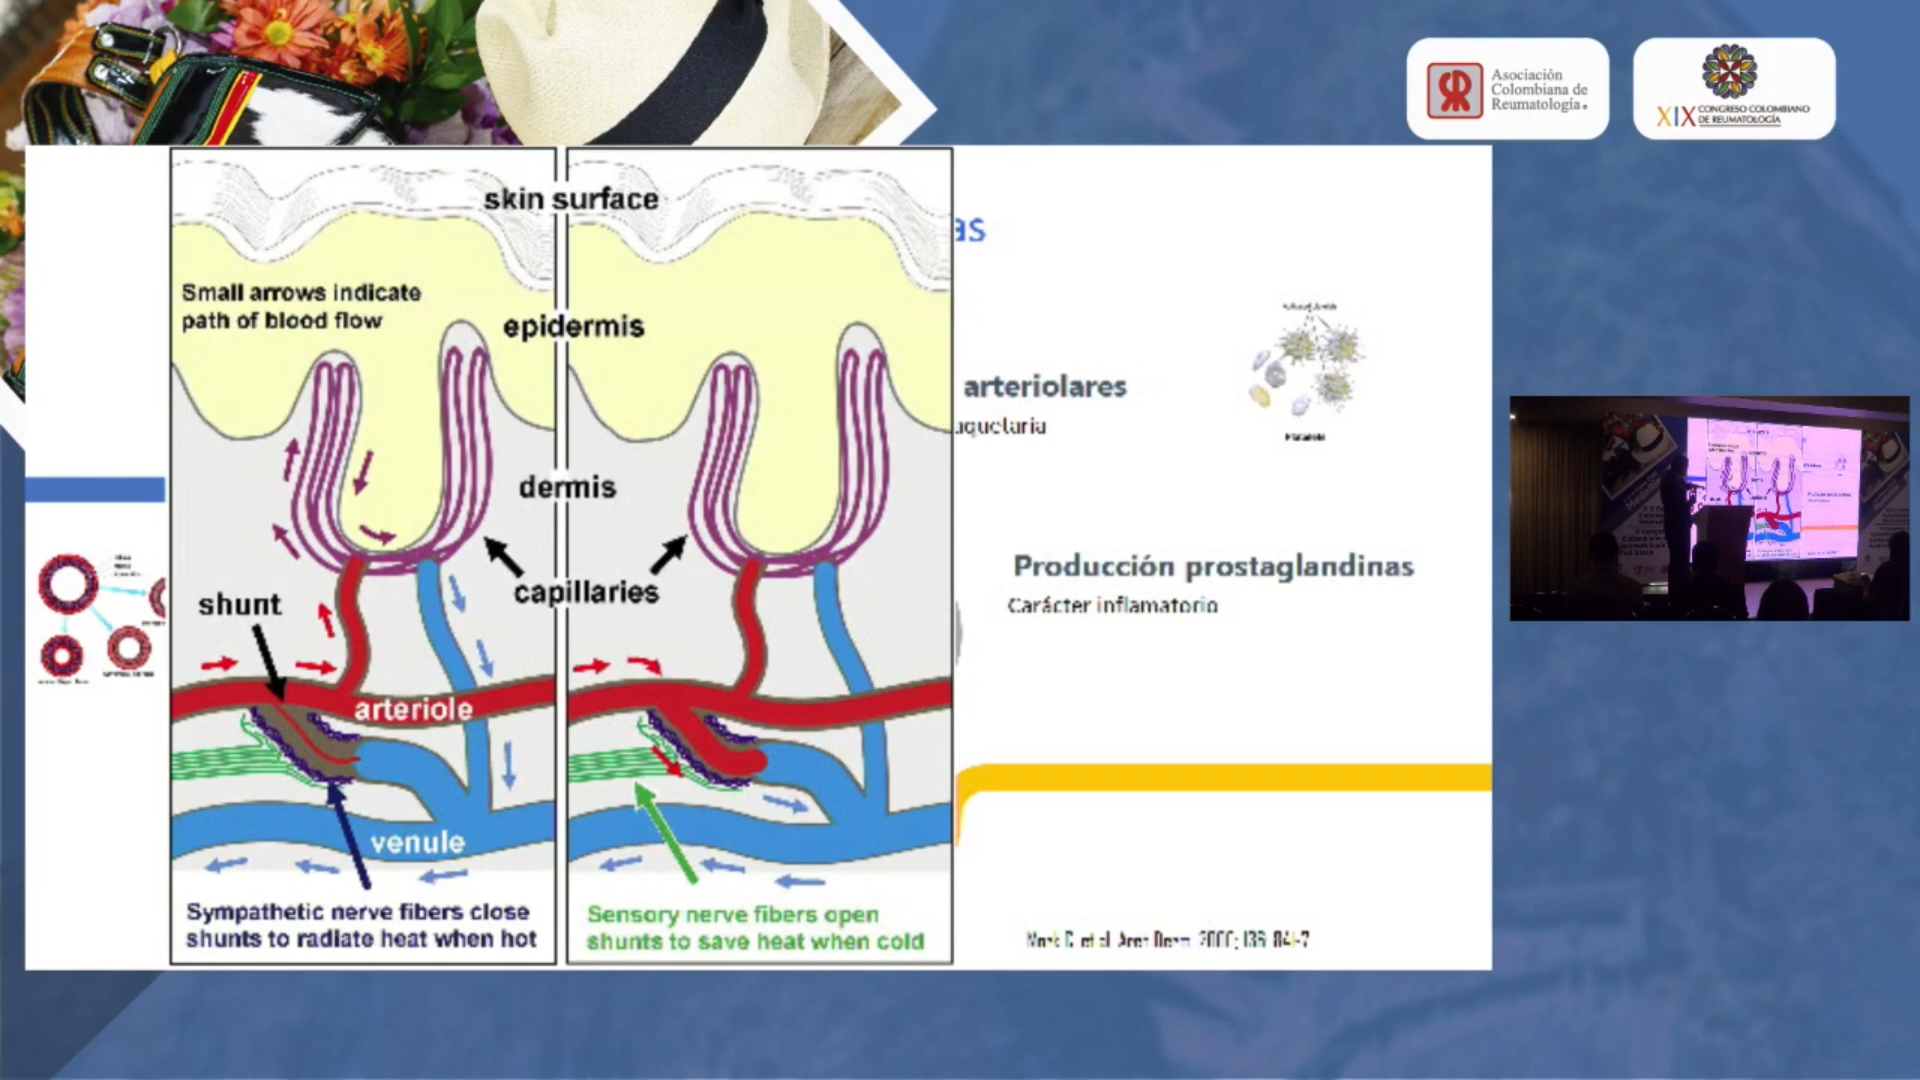 Asociación
Colombiana de
Reumatología.
XIX CONGRESO COLOMBIANO
DE REUMATOLOGÍA
skin surface
Small arrows indicate
path of blood flow
epidermis
dermis
capillaries
shunt
arteriole
venule
Sympathetic nerve fibers close
shunts to radiate heat when hot
Sensory nerve fibers open
shunts to save heat when cold
as
arteriolares
aquetaria
Producción prostaglandinas
Carácter inflamatorio